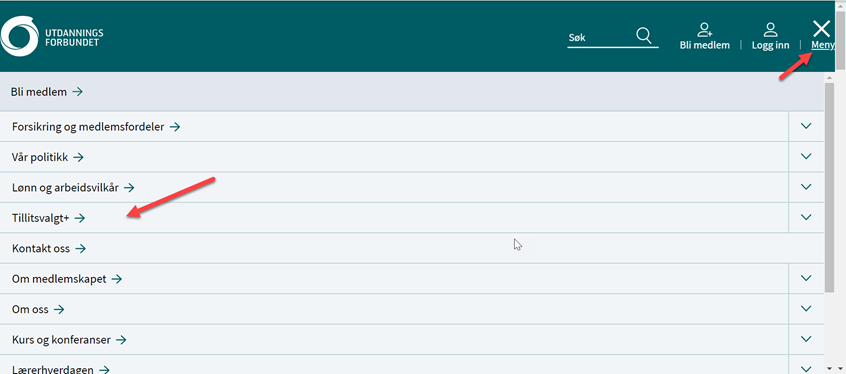 UTDANNINGS
FORBUNDET
Søk
Bli medlem
Logg inn
Meny
Bli medlem
Forsikring og medlemsfordeler
Vår politikk
Lønn og arbeidsvilkår
Tillitsvalgt+
Kontakt oss
Om medlemskapet
Om oss
Kurs og konferanser
Lærerhverdagen